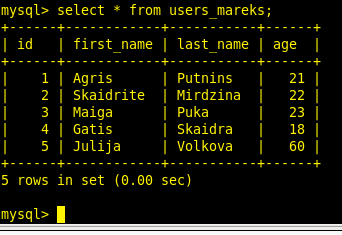 mysql> select * from users_mareks;
+------+------------+-----------+------+
| id   | first_name | last_name | age  |
+------+------------+-----------+------+
|    1 | Agris      | Putnins   |   21 |
|    2 | Skaidrite  | Mirdzina  |   22 |
|    3 | Maiga      | Puka      |   23 |
|    4 | Gatis      | Skaidra   |   18 |
|    5 | Julija     | Volkova   |   60 |
+------+------------+-----------+------+
5 rows in set (0.00 sec)
mysql>